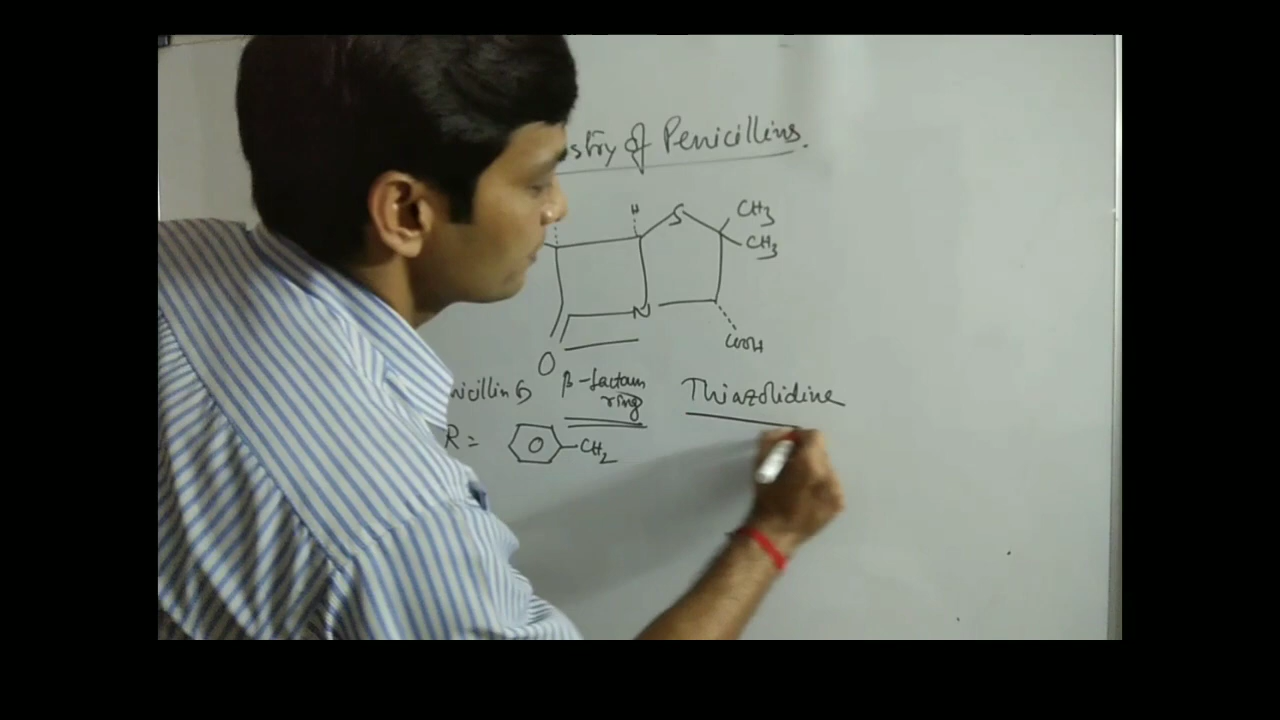 stry of Penicillins.
H
S
CH3
CH3
N
O
COOH
nicillin G
β-lactam
ring
Thiazolidine
R =
CH2